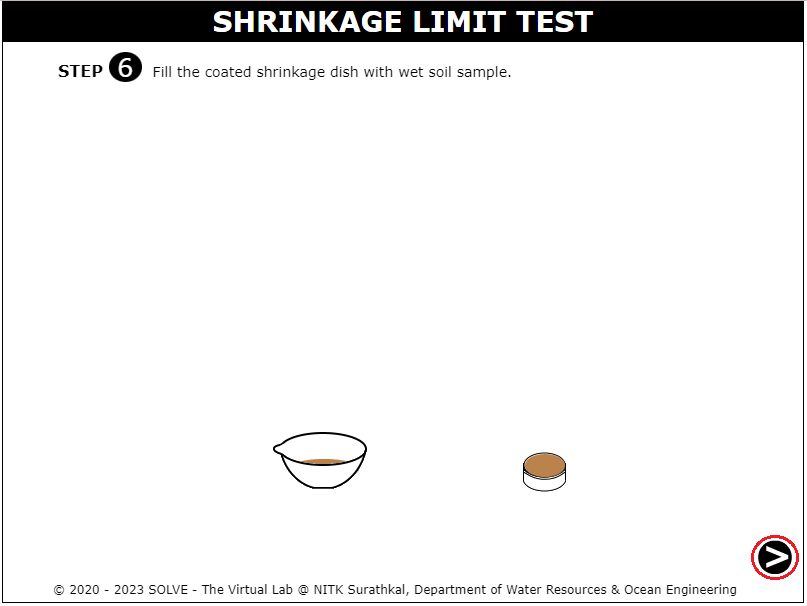 SHRINKAGE LIMIT TEST
STEP 6 Fill the coated shrinkage dish with wet soil sample.
>
© 2020 - 2023 SOLVE - The Virtual Lab @ NITK Surathkal, Department of Water Resources & Ocean Engineering